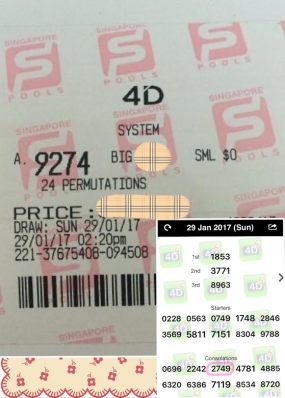 SINGAPORE
POOLS
SINGAPORE
POOLS
4D
SYSTEM
A. 9274 BIG SML $0
24 PERMUTATIONS
PRICE:
DRAW: SUN 29/01/17
29/01/17 02:20pm
221-37675408-094508
29 Jan 2017 (Sun)
1st 1853
2nd 3771
3rd 8963
Starters
0228 0563 0749 1748 2846
3569 5811 7151 8304 9788
Consolations
0696 2242 2749 4781 4885
6320 6386 7119 8534 8720